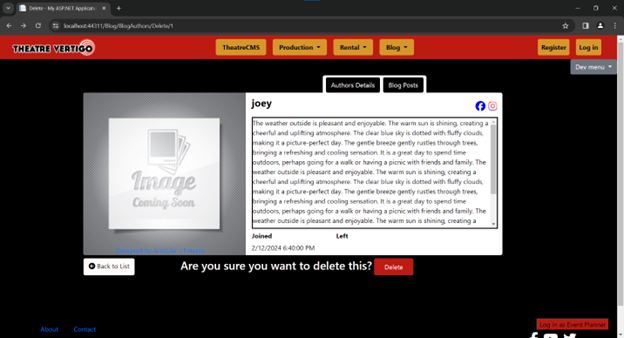 Delete - My ASP.NET Applicat
localhost:44311/Blog/BlogAuthors/Delete/1
THEATRE VERTIGO
TheatreCMS
Production
Rental
Blog
Register
Log in
Dev menu
Authors Details
Blog Posts
joey
Image
Coming Soon
The weather outside is pleasant and enjoyable. The warm sun is shining, creating a
cheerful and uplifting atmosphere. The clear blue sky is dotted with fluffy clouds,
making it a picture-perfect day. The gentle breeze gently rustles through trees,
bringing a refreshing and cooling sensation. It is a great day to spend time
outdoors, perhaps going for a walk or having a picnic with friends and family. The
weather outside is pleasant and enjoyable. The warm sun is shining, creating a
cheerful and uplifting atmosphere. The clear blue sky is dotted with fluffy clouds,
making it a picture-perfect day. The gentle breeze gently rustles through trees,
bringing a refreshing and cooling sensation. It is a great day to spend time
outdoors, perhaps going for a walk or having a picnic with friends and family. The
weather outside is pleasant and enjoyable. The warm sun is shining, creating a
Joined
Left
2/12/2024 6:40:00 PM
Back to List
Are you sure you want to delete this?
Delete
Log in as Event Planner
About
Contact